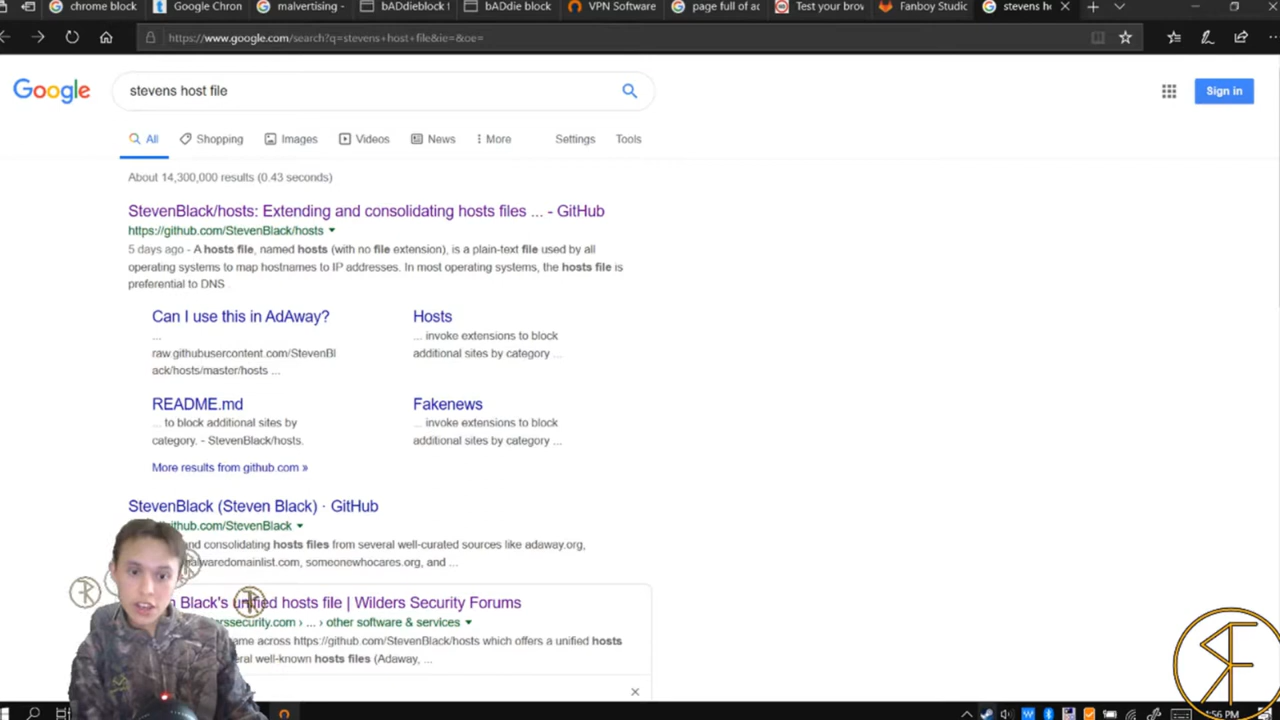 chrome block
Google Chron
malvertising -
bADdieblock t
bADdie block
VPN Software
page full of ac
Test your brow
Fanboy Studic
stevens ho
https://www.google.com/search?q=stevens+host+file&ie=&oe=
Google
stevens host file
Sign in
All
Shopping
Images
Videos
News
More
Settings
Tools
About 14,300,000 results (0.43 seconds)
StevenBlack/hosts: Extending and consolidating hosts files ... - GitHub
https://github.com/StevenBlack/hosts
5 days ago - A hosts file, named hosts (with no file extension), is a plain-text file used by all
operating systems to map hostnames to IP addresses. In most operating systems, the hosts file is
preferential to DNS
Can I use this in AdAway?
...
raw.githubusercontent.com/StevenBl
ack/hosts/master/hosts ...
Hosts
... invoke extensions to block
additional sites by category ...
README.md
... to block additional sites by
category. - StevenBlack/hosts.
Fakenews
... invoke extensions to block
additional sites by category ...
More results from github.com »
StevenBlack (Steven Black) · GitHub
github.com/StevenBlack
and consolidating hosts files from several well-curated sources like adaway.org,
malwaredomainlist.com, someonewhocares.org, and ...
Black's unified hosts file | Wilders Security Forums
security.com › ... › other software & services
ame across https://github.com/StevenBlack/hosts which offers a unified hosts
eral well-known hosts files (Adaway, ...
:56 PM